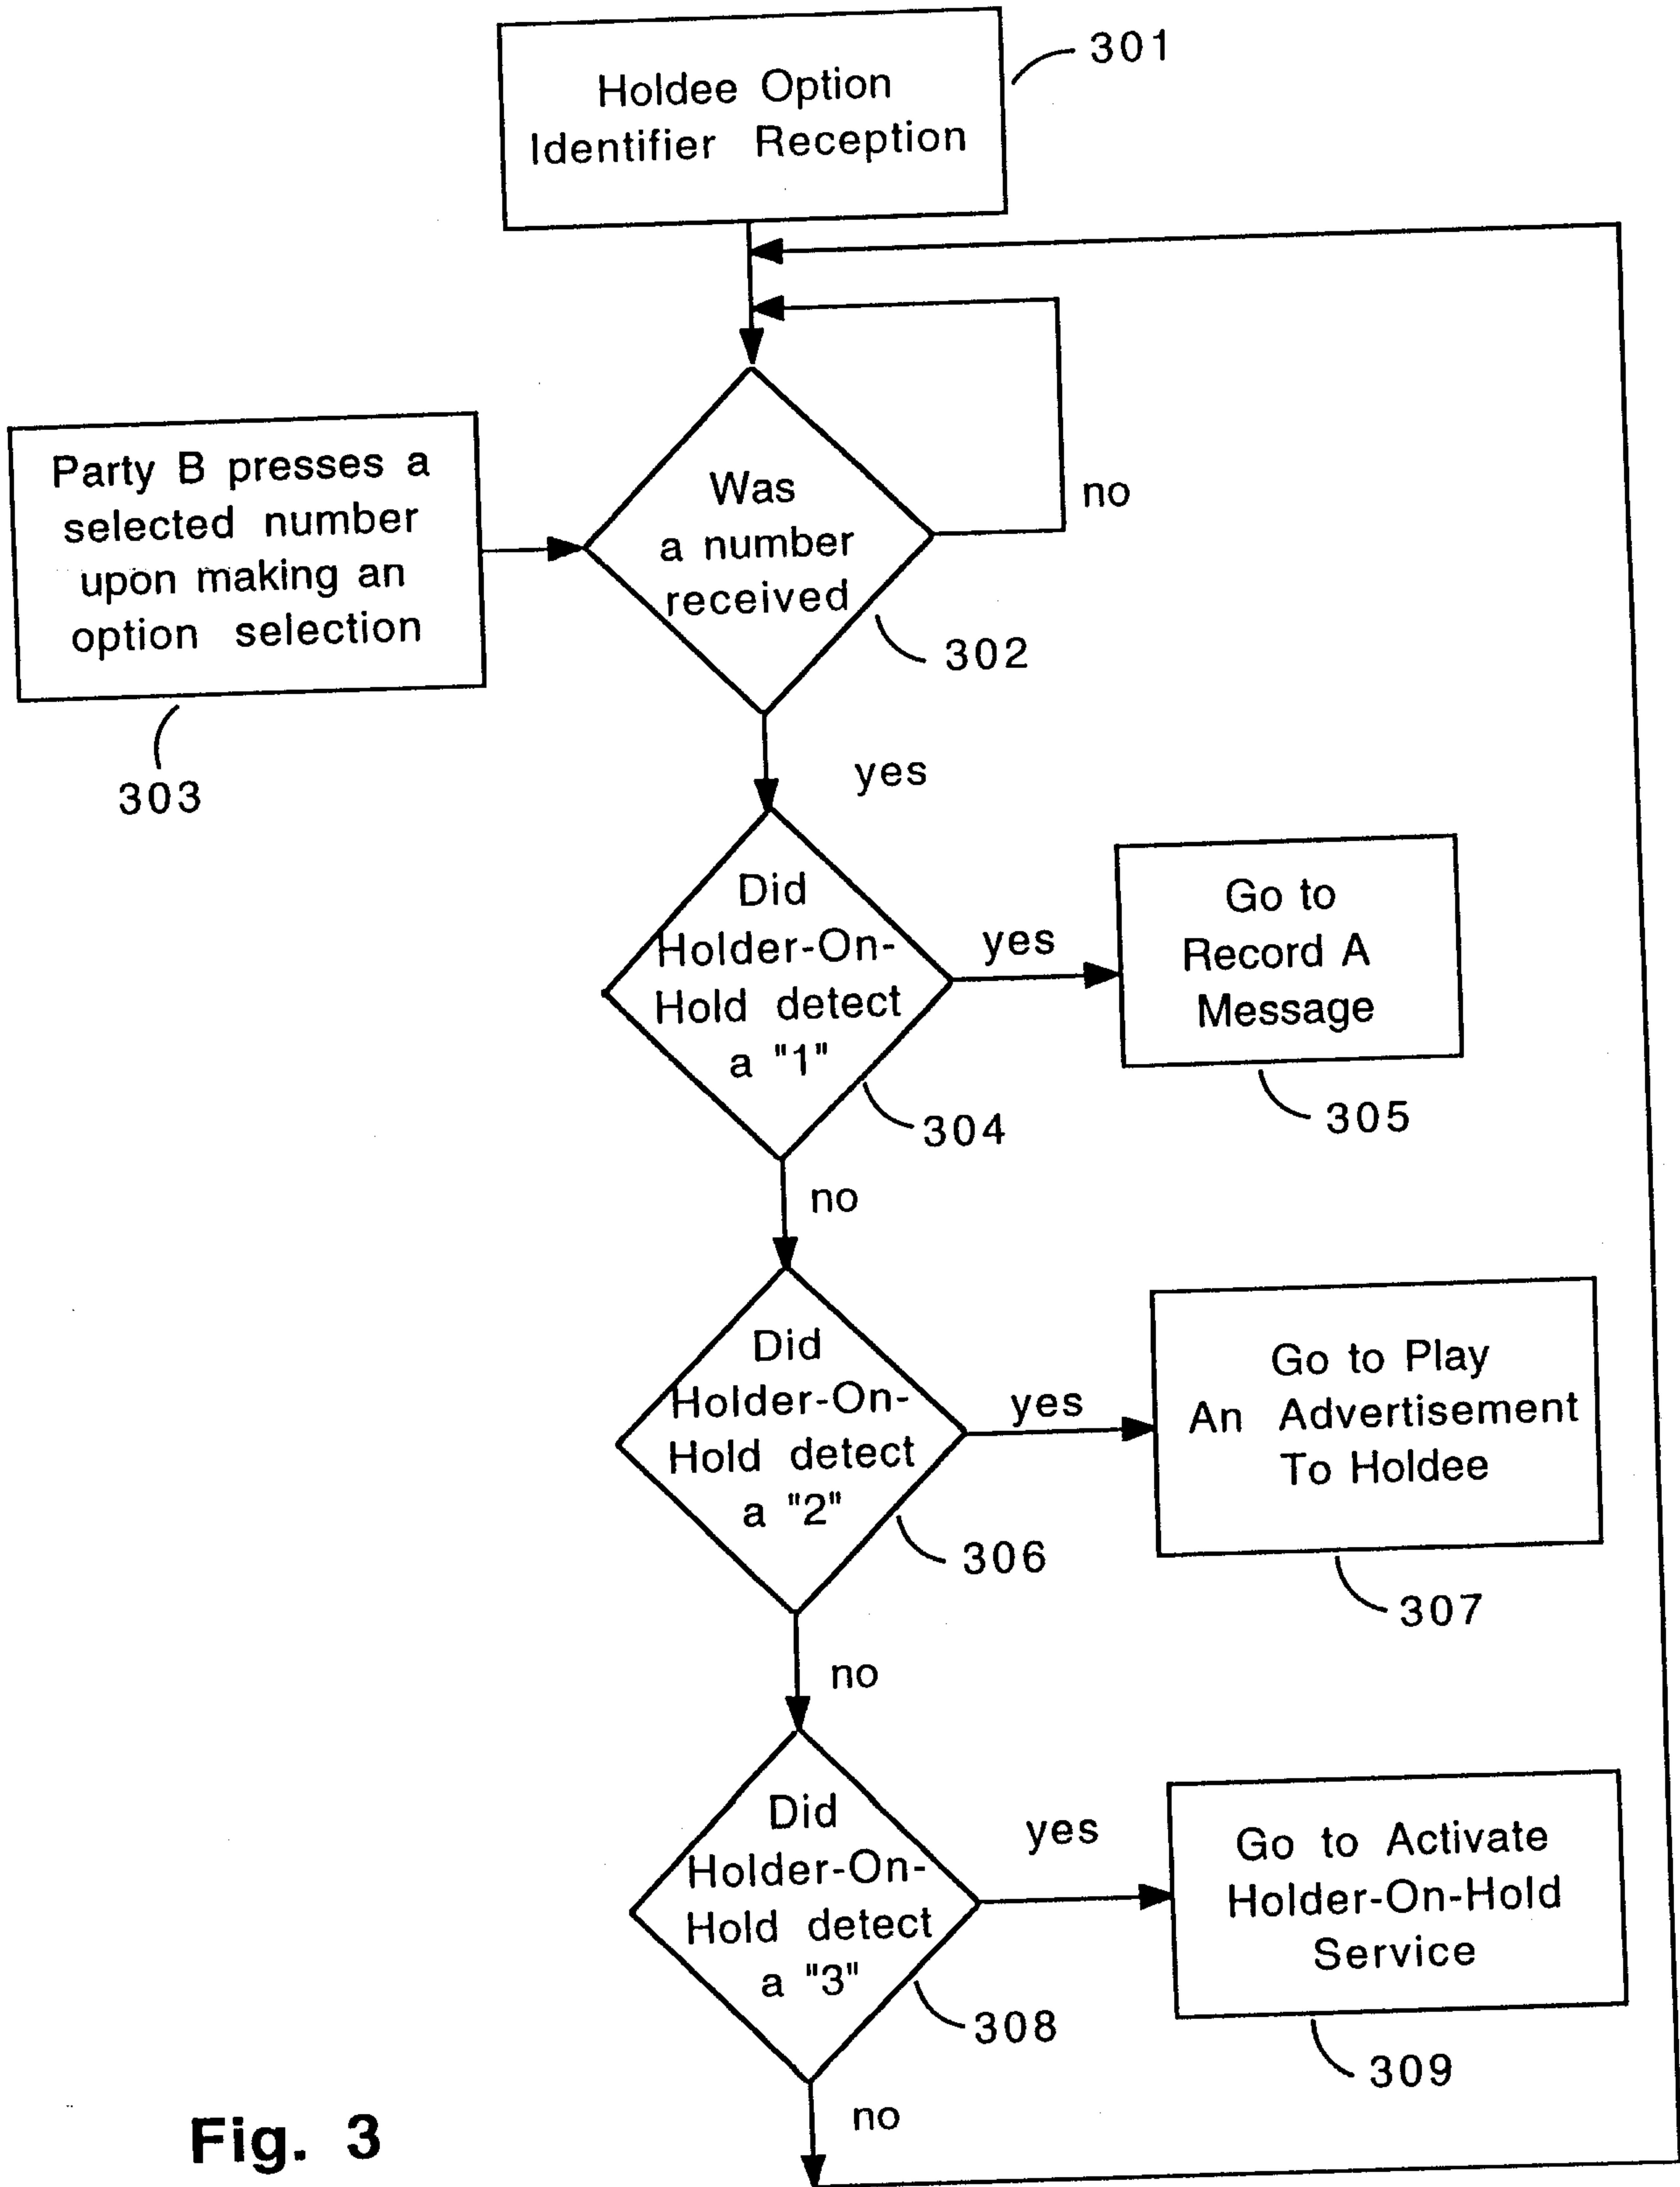 Holdee Option
Identifier Reception
301
Party B presses a
selected number
upon making an
option selection
303
Was
a number
received
no
302
yes
Did
Holder-On-
Hold detect
a "1"
yes
304
Go to
Record A
Message
305
no
Did
Holder-On-
Hold detect
a "2"
yes
306
Go to Play
An Advertisement
To Holdee
307
no
Did
Holder-On-
Hold detect
a "3"
yes
308
Go to Activate
Holder-On-Hold
Service
309
no
Fig. 3